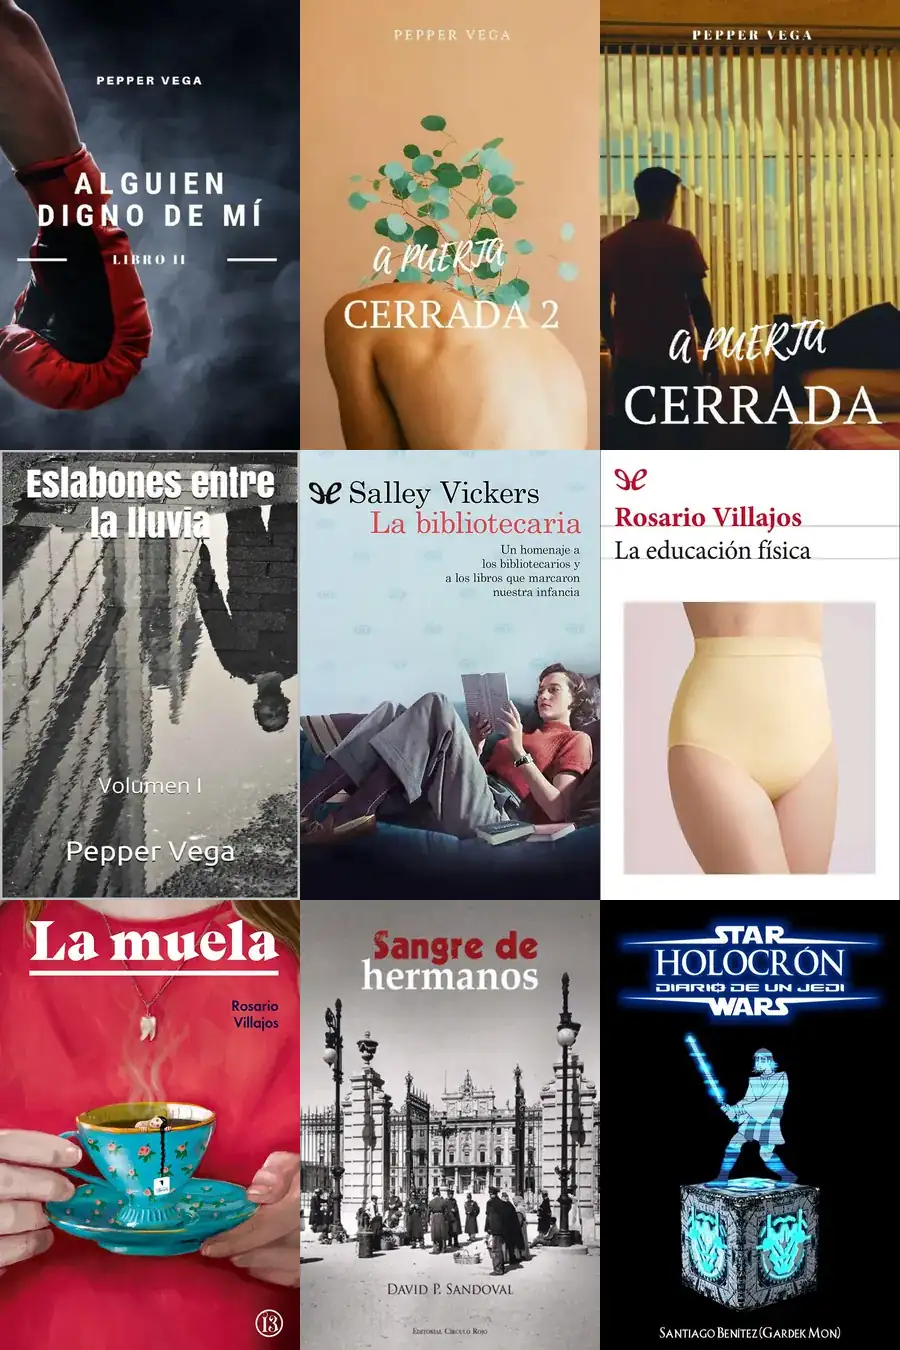 PEPPER VEGA
ALGUIEN
DIGNO DE MÍ
LIBRO II
PEPPER VEGA
A PUERTA
CERRADA 2
PEPPER VEGA
A PUERTA
CERRADA
Eslabones entre
la lluvia
Volumen I
Pepper Vega
Salley Vickers
La bibliotecaria
Un homenaje a
los bibliotecarios y
a los libros que marcaron
nuestra infancia
Rosario Villajos
La educación física
La muela
Rosario
Villajos
13
Sangre de
hermanos
DAVID P. SANDOVAL
EDITORIAL CÍRCULO ROJO
STAR
HOLOCRÓN
DIARIO DE UN JEDI
WARS
SANTIAGO BENÍTEZ (GARDEK MON)